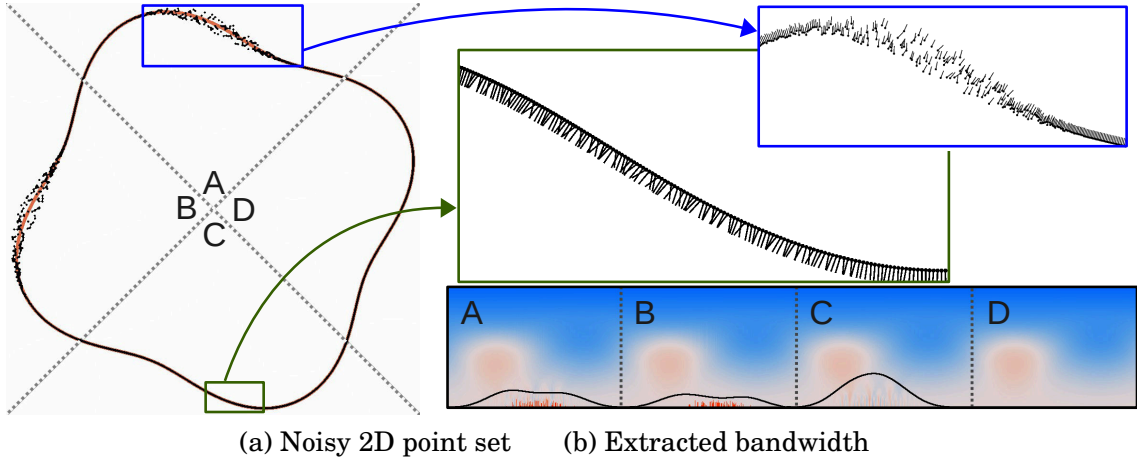 A
B D
C
A B C D
(a) Noisy 2D point set (b) Extracted bandwidth